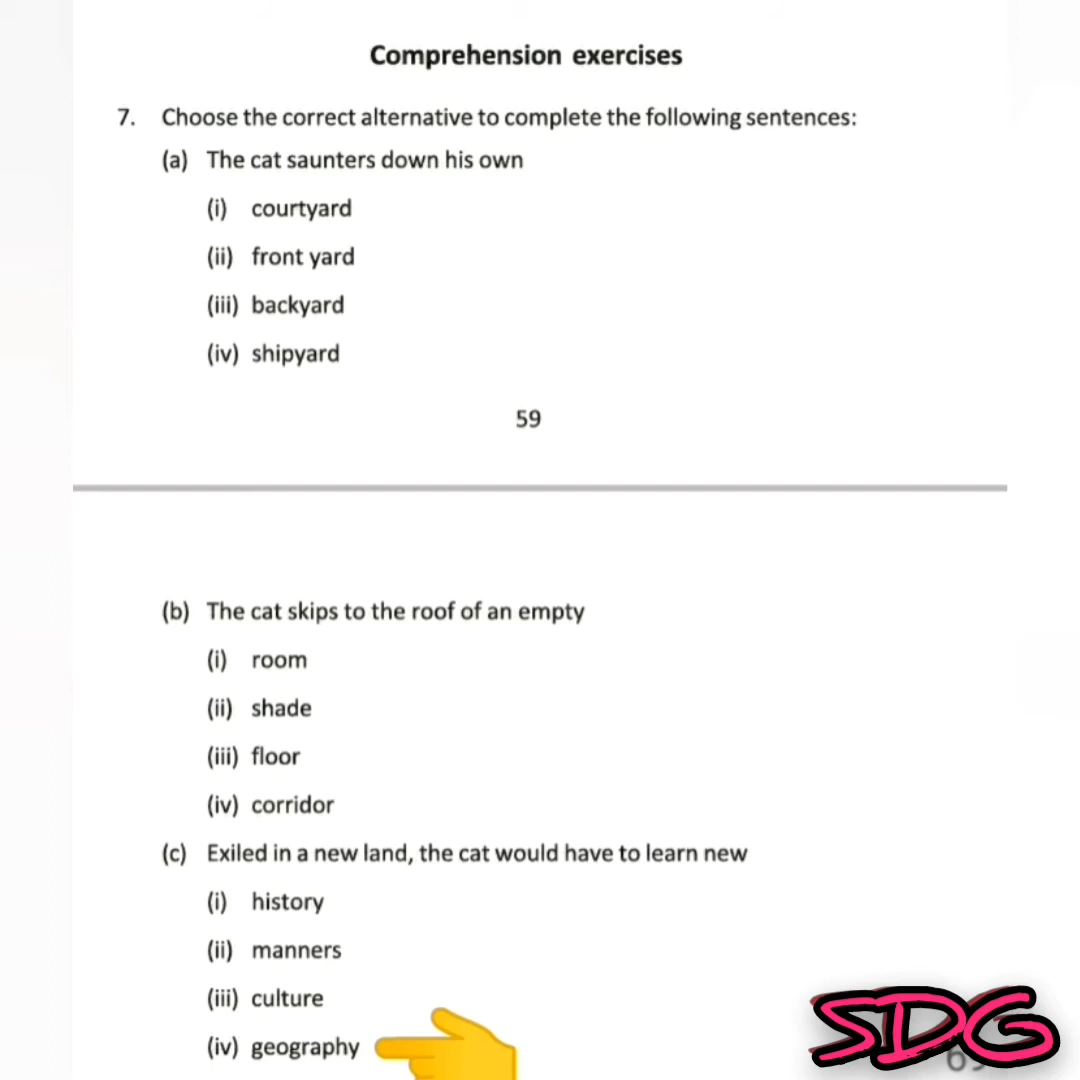 Comprehension exercises
7. Choose the correct alternative to complete the following sentences:
(a) The cat saunters down his own
(i) courtyard
(ii) front yard
(iii) backyard
(iv) shipyard
59
(b) The cat skips to the roof of an empty
(i) room
(ii) shade
(iii) floor
(iv) corridor
(c) Exiled in a new land, the cat would have to learn new
(i) history
(ii) manners
(iii) culture
(iv) geography
SDG